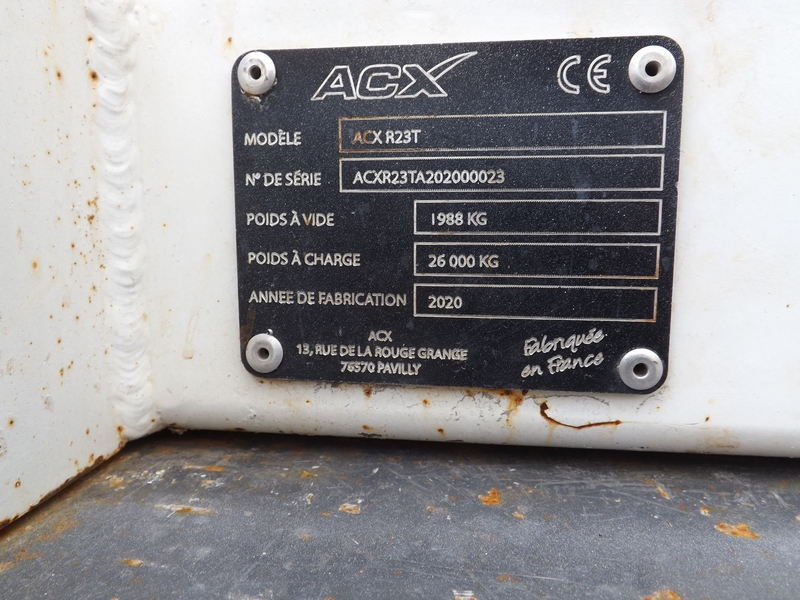 ACX CE
MODÈLE ACX R23T
N° DE SÉRIE ACXR23TA202000023
POIDS À VIDE 1988 KG
POIDS À CHARGE 26 000 KG
ANNEE DE FABRICATION 2020
ACX
13, RUE DE LA ROUGE GRANGE
76570 PAVILLY
Fabriquée
en France